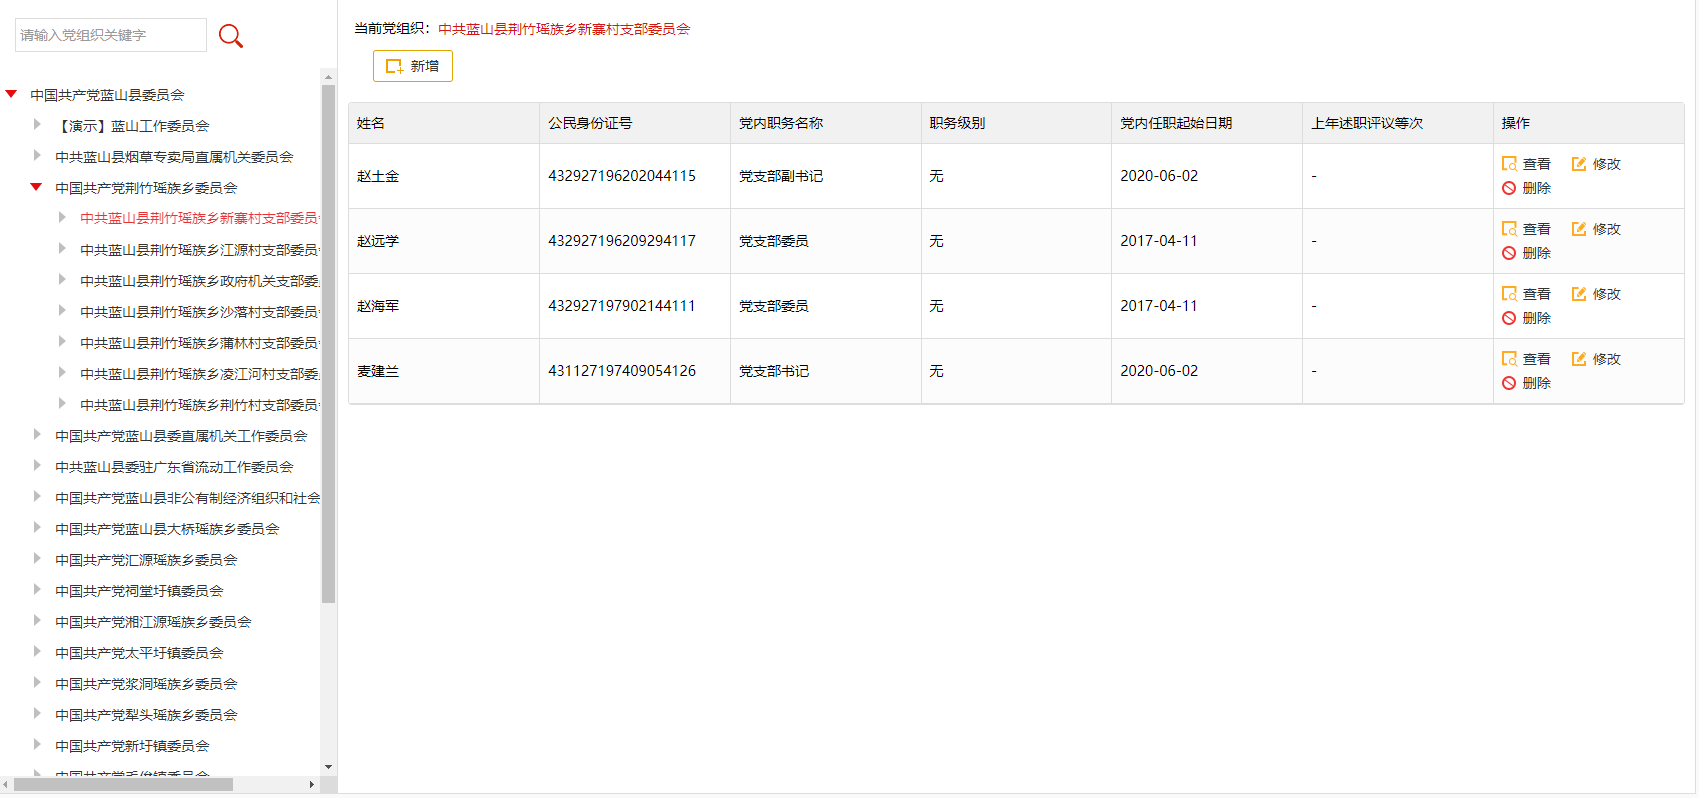 请输入党组织关键字
中国共产党蓝山县委员会
【演示】蓝山工作委员会
中共蓝山县烟草专卖局直属机关委员会
中国共产党荆竹瑶族乡委员会
中共蓝山县荆竹瑶族乡新寨村支部委员
中共蓝山县荆竹瑶族乡江源村支部委员
中共蓝山县荆竹瑶族乡政府机关支部委
中共蓝山县荆竹瑶族乡沙落村支部委员
中共蓝山县荆竹瑶族乡蒲林村支部委员
中共蓝山县荆竹瑶族乡凌江河村支部委
中共蓝山县荆竹瑶族乡荆竹村支部委员
中国共产党蓝山县委直属机关工作委员会
中共蓝山县委驻广东省流动工作委员会
中国共产党蓝山县非公有制经济组织和社会
中国共产党蓝山县大桥瑶族乡委员会
中国共产党汇源瑶族乡委员会
中国共产党祠堂圩镇委员会
中国共产党湘江源瑶族乡委员会
中国共产党太平圩镇委员会
中国共产党浆洞瑶族乡委员会
中国共产党犁头瑶族乡委员会
中国共产党新圩镇委员会
当前党组织：中共蓝山县荆竹瑶族乡新寨村支部委员会
新增
姓名 公民身份证号 党内职务名称 职务级别 党内任职起始日期 上年述职评议等次 操作
赵土金 432927196202044115 党支部副书记 无 2020-06-02 - 查看 修改
删除
赵远学 432927196209294117 党支部委员 无 2017-04-11 - 查看 修改
删除
赵海军 432927197902144111 党支部委员 无 2017-04-11 - 查看 修改
删除
麦建兰 431127197409054126 党支部书记 无 2020-06-02 - 查看 修改
删除